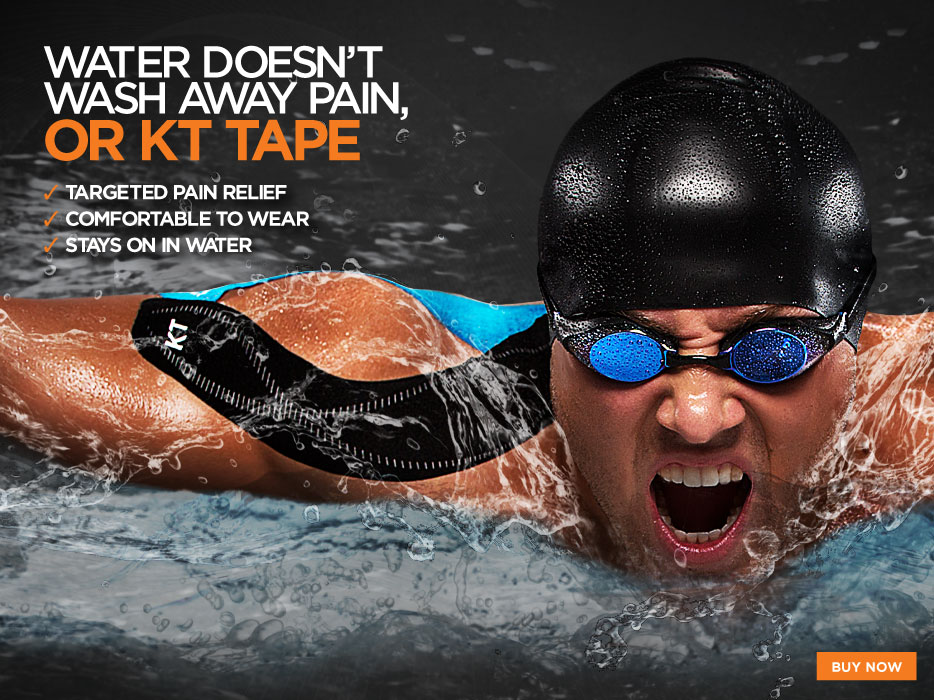 WATER DOESN'T
WASH AWAY PAIN,
OR KT TAPE
✓ TARGETED PAIN RELIEF
✓ COMFORTABLE TO WEAR
✓ STAYS ON IN WATER
KT
BUY NOW